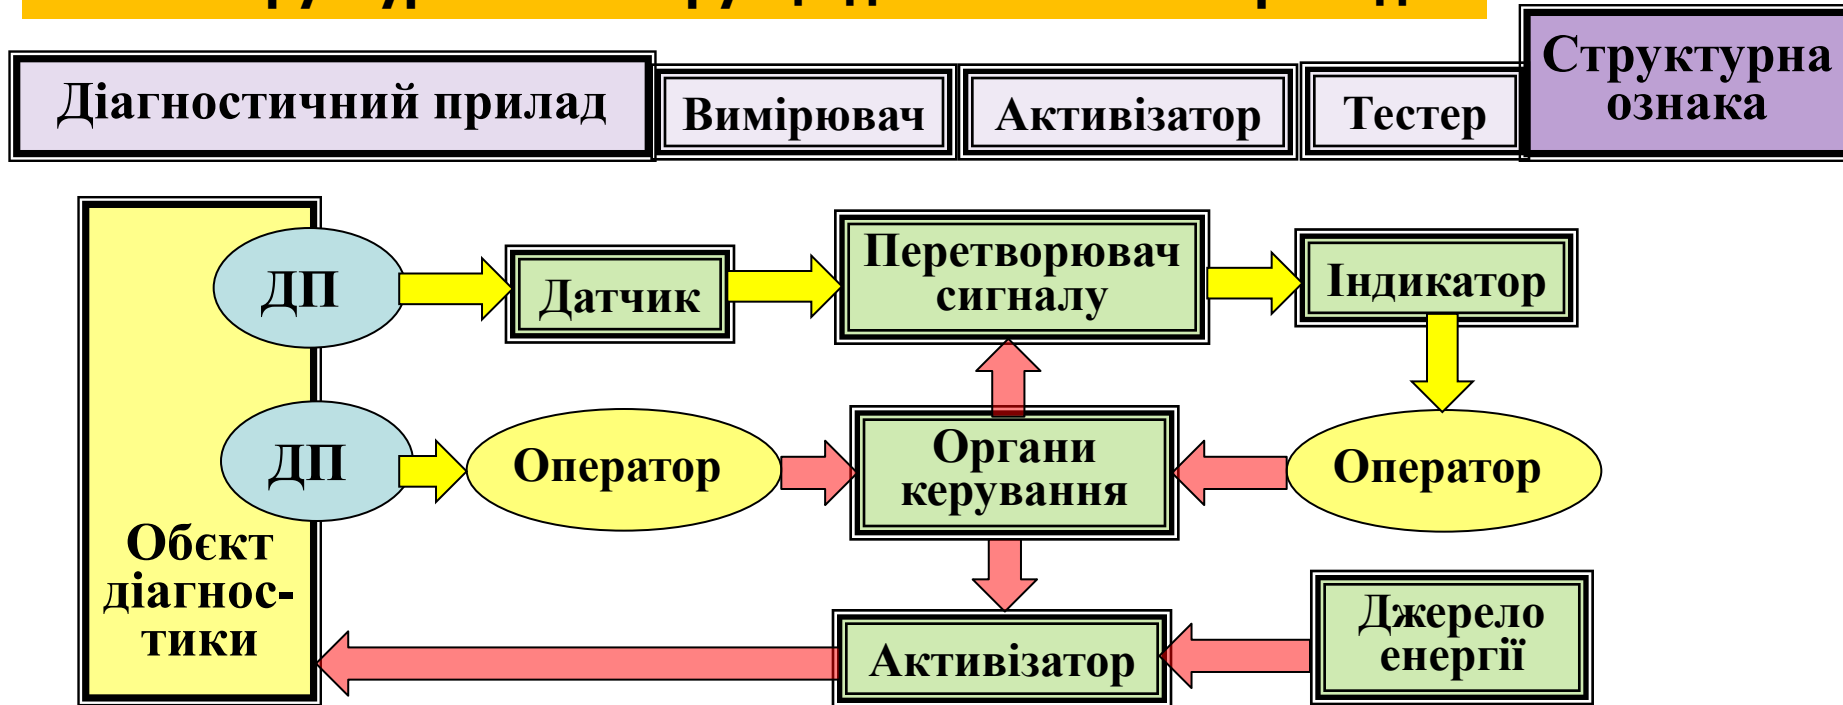 Діагностичний прилад
Вимірювач
Активізатор
Тестер
Структурна
ознака
ДП
Датчик
Перетворювач
сигналу
Індикатор
ДП
Оператор
Органи
керування
Оператор
Обєкт
діагнос-
тики
Активізатор
Джерело
енергії